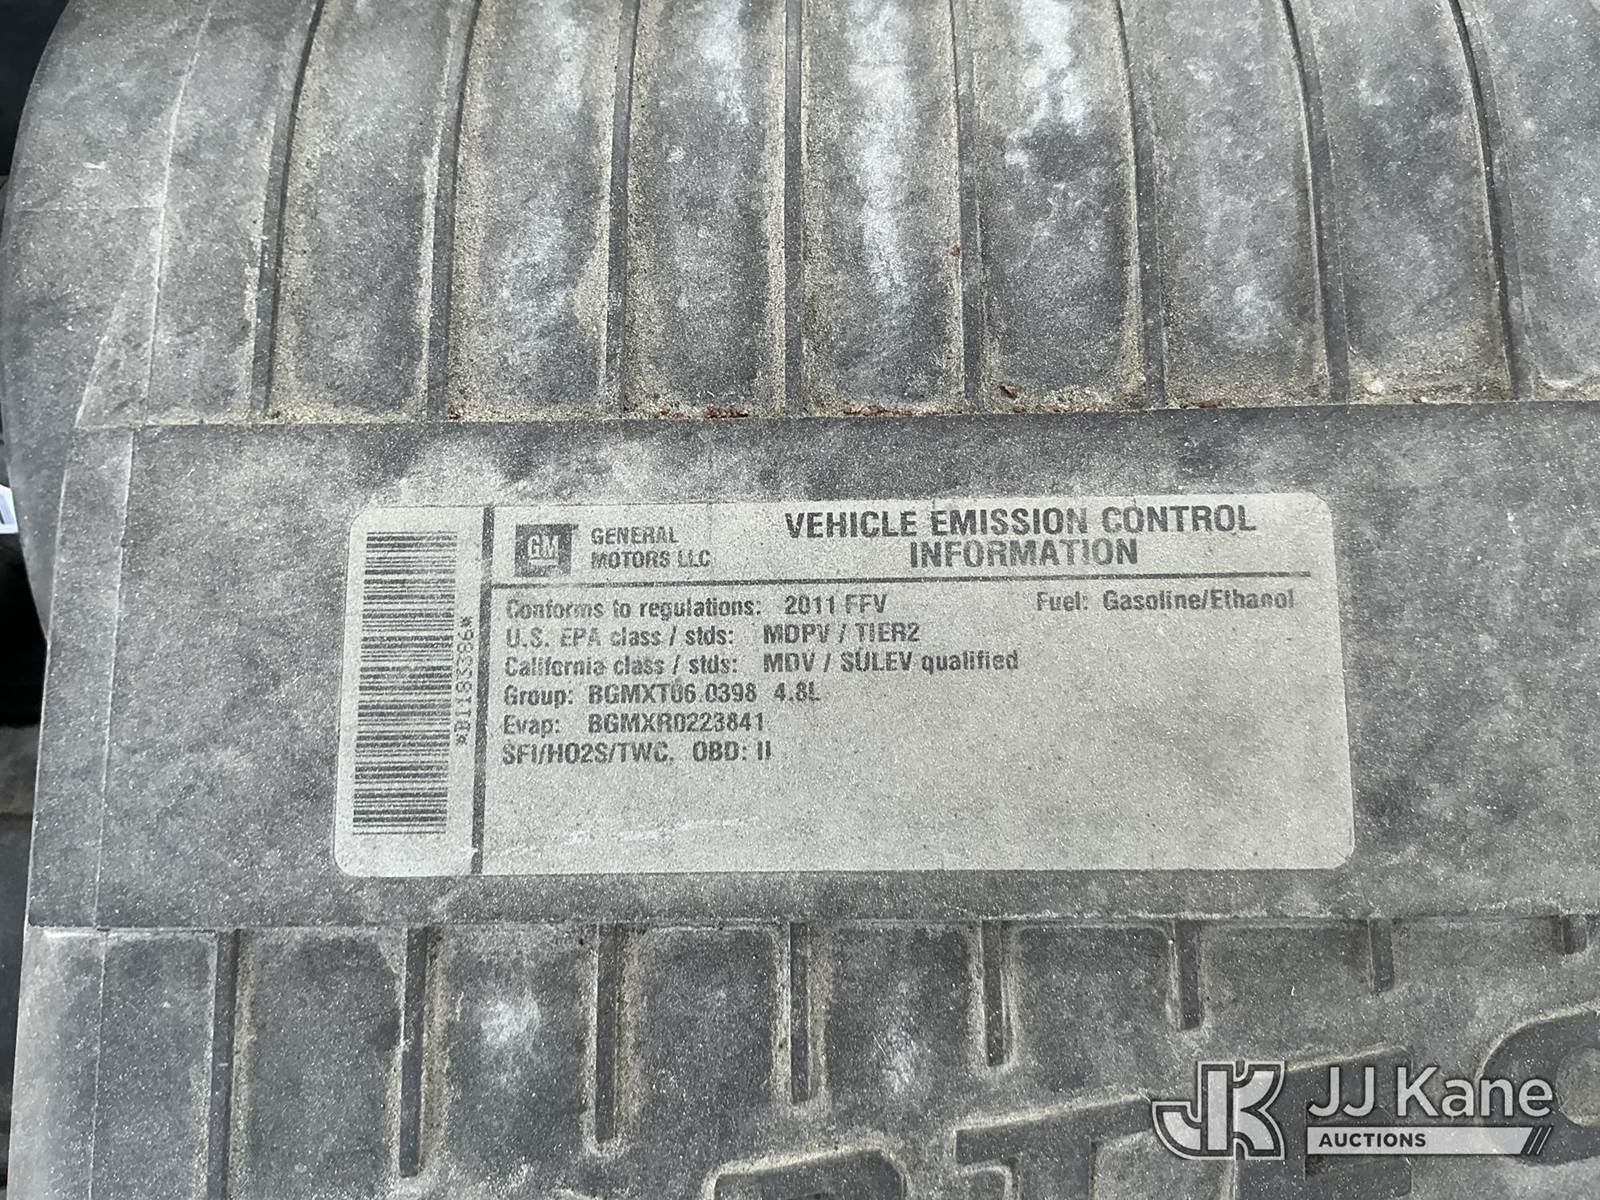 GM
GENERAL
MOTORS LLC
VEHICLE EMISSION CONTROL
INFORMATION
Conforms to regulations: 2011 FFV Fuel: Gasoline/Ethanol
U.S. EPA class / stds: MDPV / TIER2
California class / stds: MDV / SULEV qualified
Group: BGMXT06.0398 4.8L
Evap: BGMXR0223841
SFI/HO2S/TWC. OBD: II
JK JJ Kane
AUCTIONS